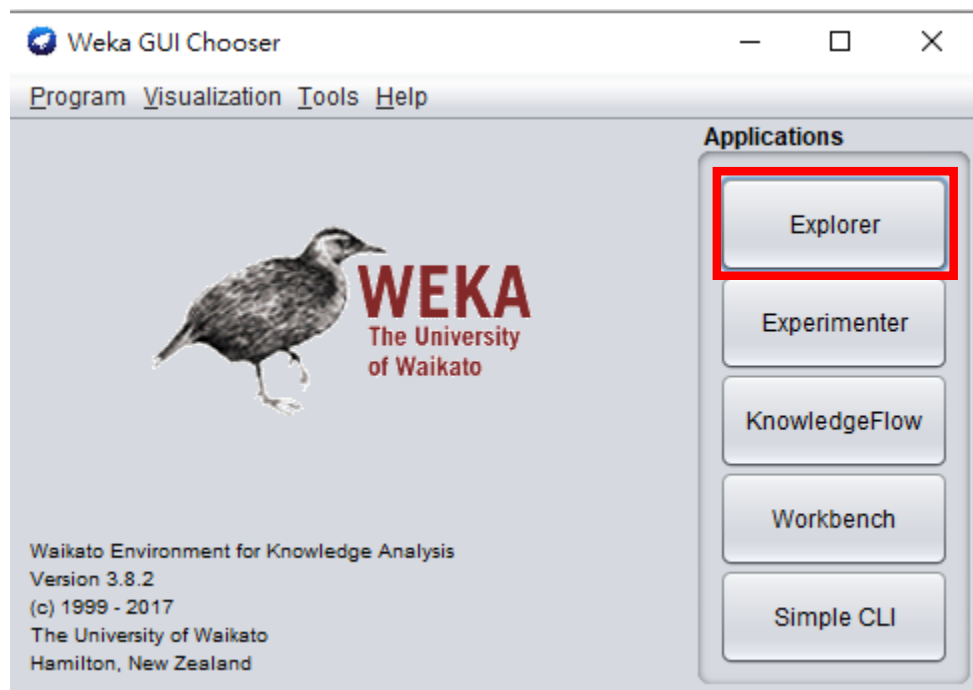 Weka GUI Chooser
Program Visualization Tools Help
Applications
Explorer
Experimenter
KnowledgeFlow
Workbench
Simple CLI
WEKA
The University
of Waikato
Waikato Environment for Knowledge Analysis
Version 3.8.2
(c) 1999 - 2017
The University of Waikato
Hamilton, New Zealand